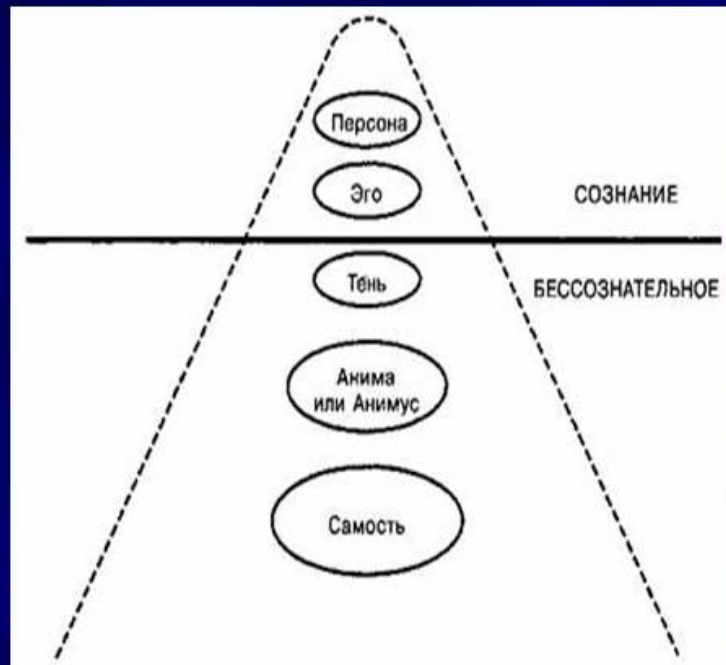 Персона
Эго
СОЗНАНИЕ
Тень
БЕССОЗНАТЕЛЬНОЕ
Анима
или Анимус
Самость